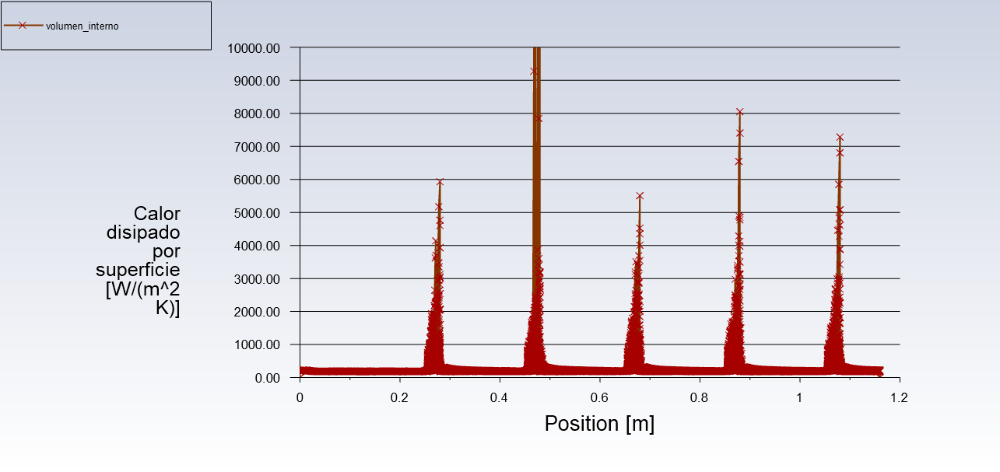 volumen_interno
10000.00
9000.00
8000.00
7000.00
6000.00
5000.00
4000.00
3000.00
2000.00
1000.00
0.00
Calor
disipado
por
superficie
[W/(m^2
K)]
0 0.2 0.4 0.6 0.8 1 1.2
Position [m]